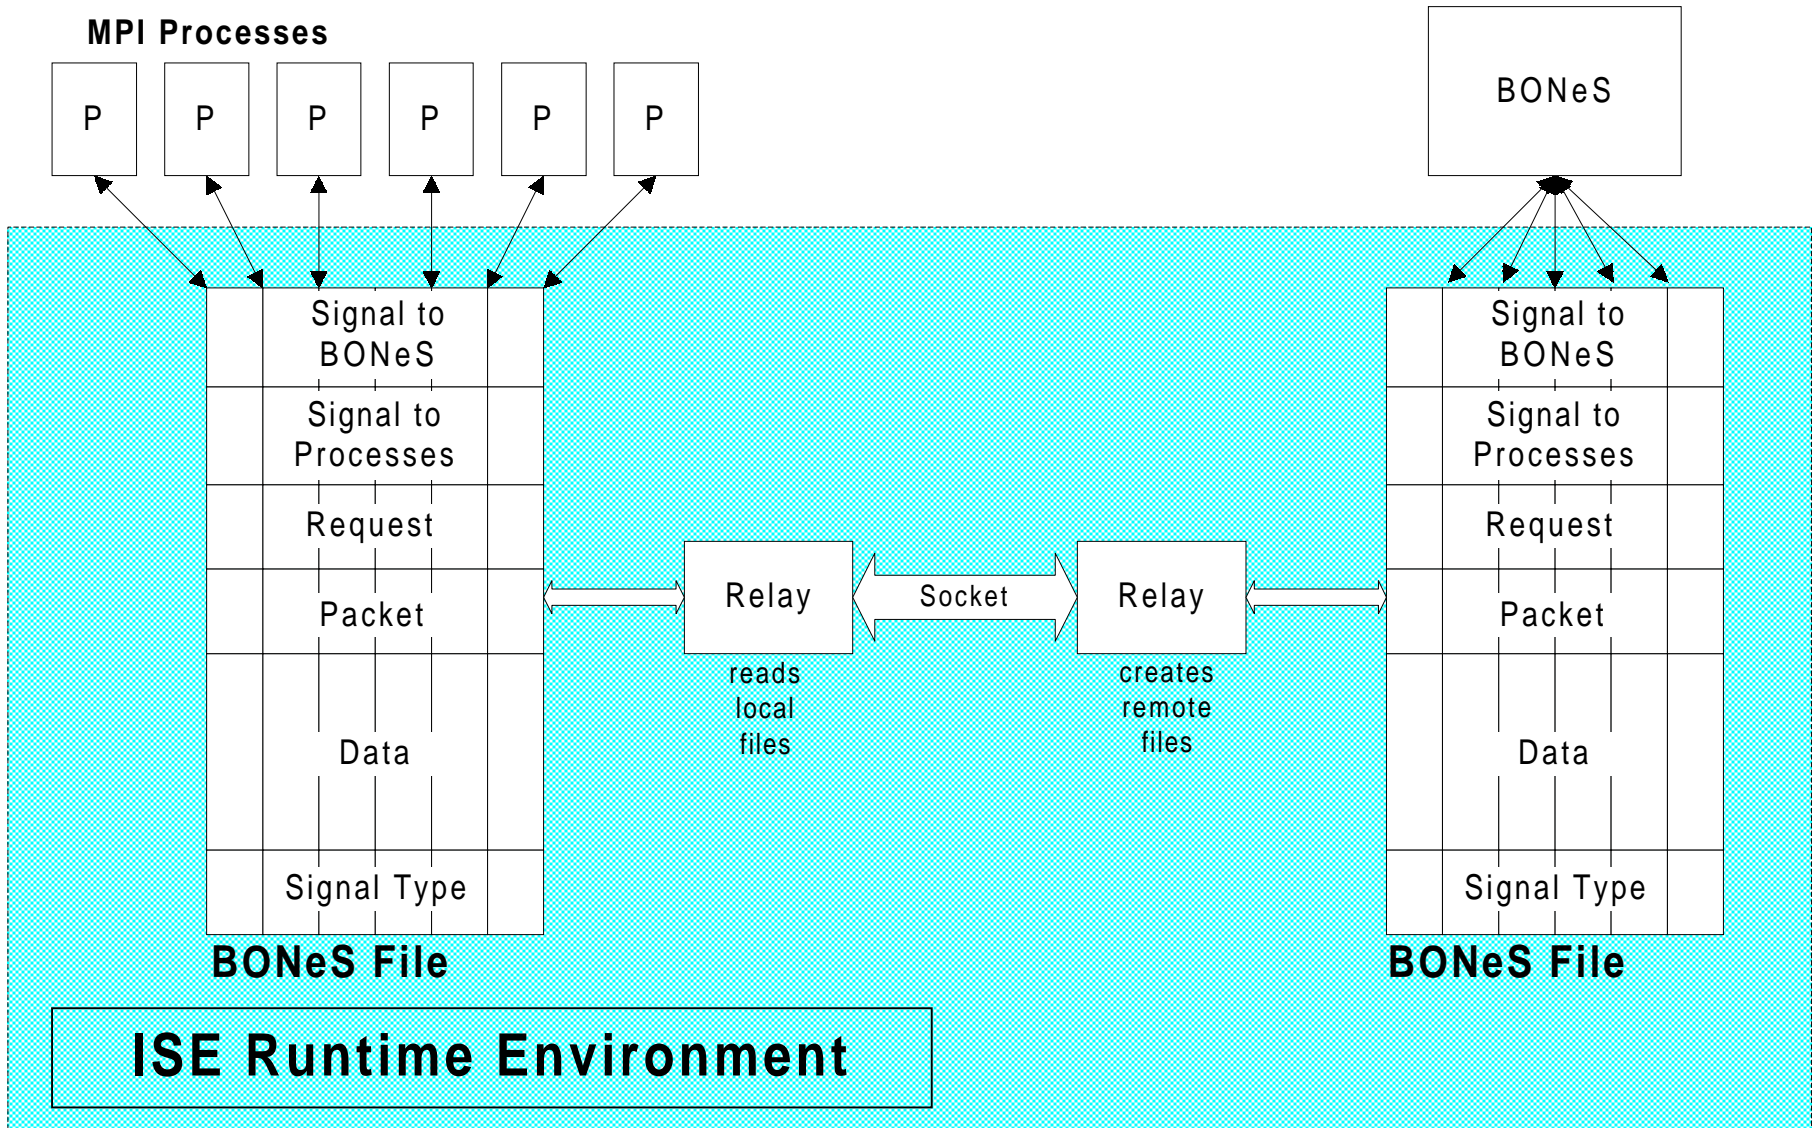 MPI Processes
P P P P P P
BONeS
Signal to
BONeS
Signal to
Processes
Request
Packet
Data
Signal Type
BONeS File
Relay
reads
local
files
Socket
Relay
creates
remote
files
Signal to
BONeS
Signal to
Processes
Request
Packet
Data
Signal Type
BONeS File
ISE Runtime Environment